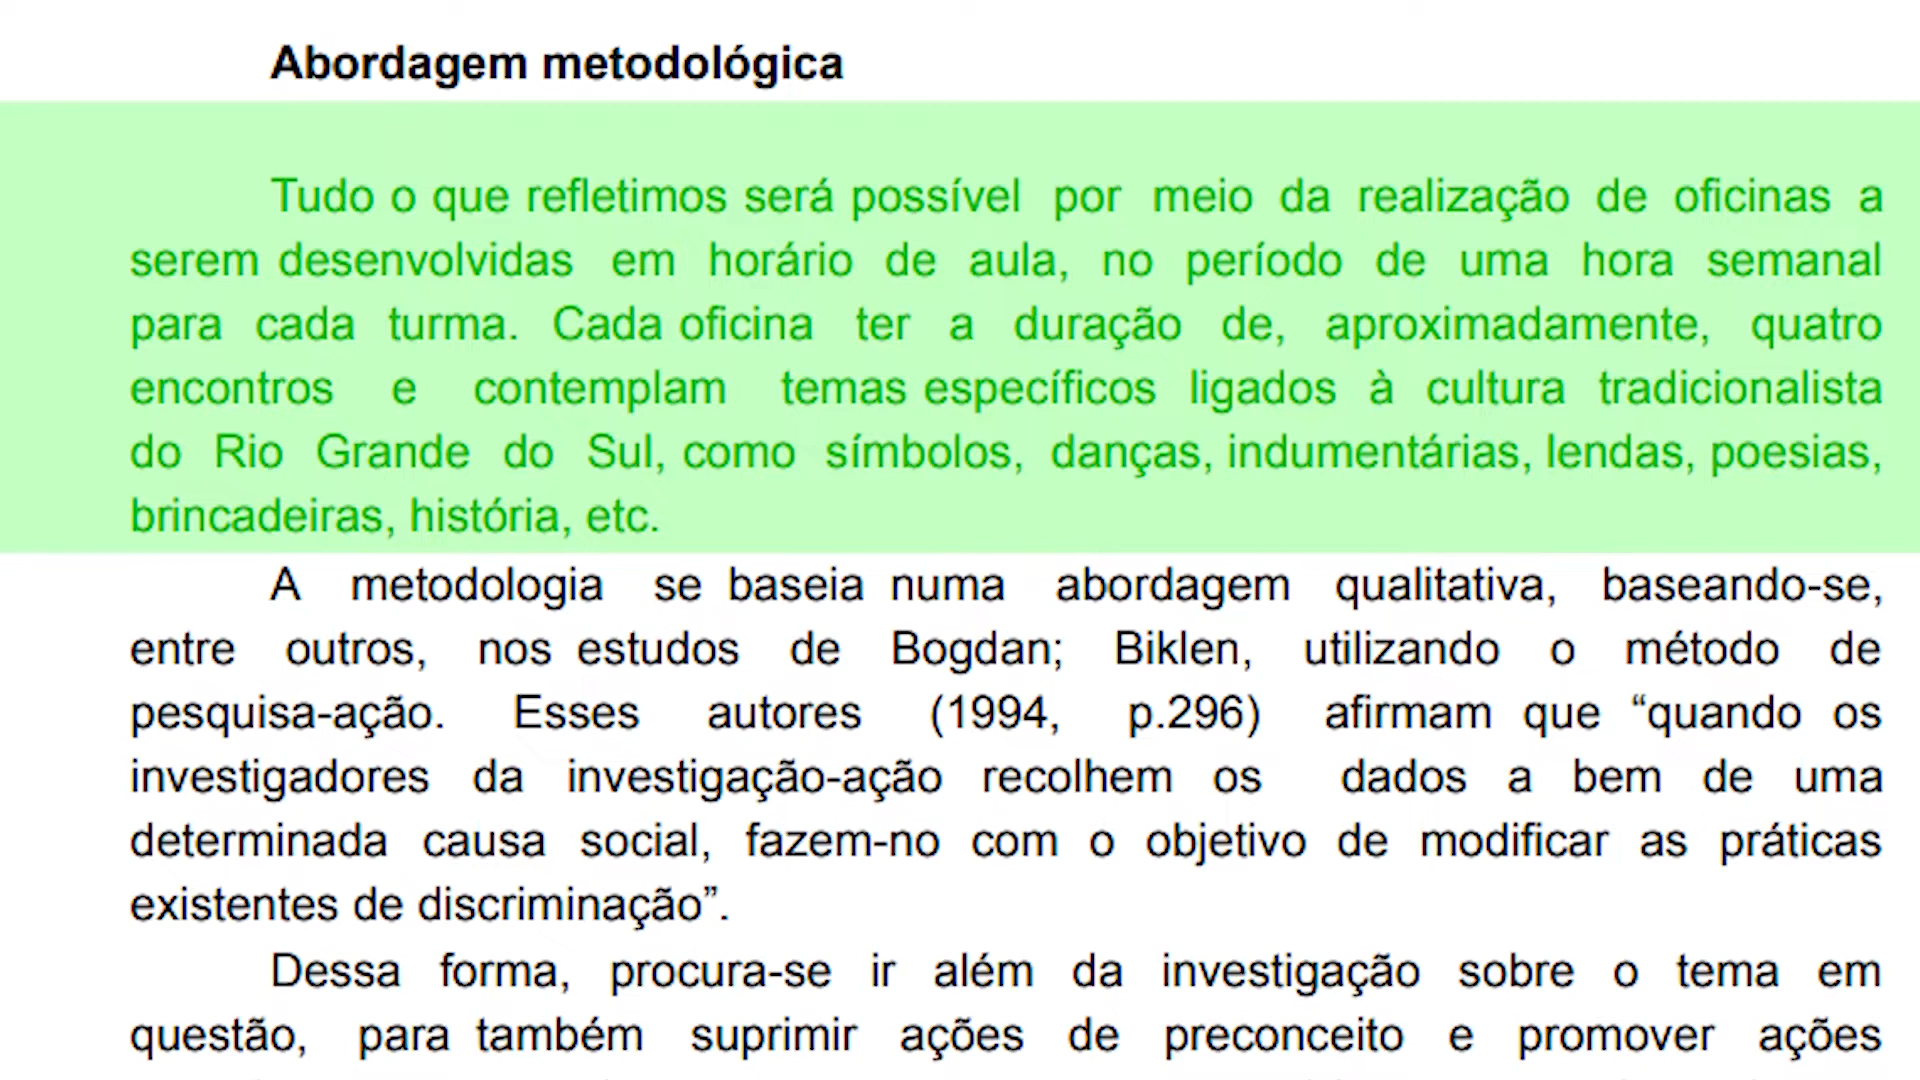 Abordagem metodológica
Tudo o que refletimos será possível por meio da realização de oficinas a
serem desenvolvidas em horário de aula, no período de uma hora semanal
para cada turma. Cada oficina ter a duração de, aproximadamente, quatro
encontros e contemplam temas específicos ligados à cultura tradicionalista
do Rio Grande do Sul, como símbolos, danças, indumentárias, lendas, poesias,
brincadeiras, história, etc.
A metodologia se baseia numa abordagem qualitativa, baseando-se,
entre outros, nos estudos de Bogdan; Biklen, utilizando o método de
pesquisa-ação. Esses autores (1994, p.296) afirmam que “quando os
investigadores da investigação-ação recolhem os dados a bem de uma
determinada causa social, fazem-no com o objetivo de modificar as práticas
existentes de discriminação”.
Dessa forma, procura-se ir além da investigação sobre o tema em
questão, para também suprimir ações de preconceito e promover ações